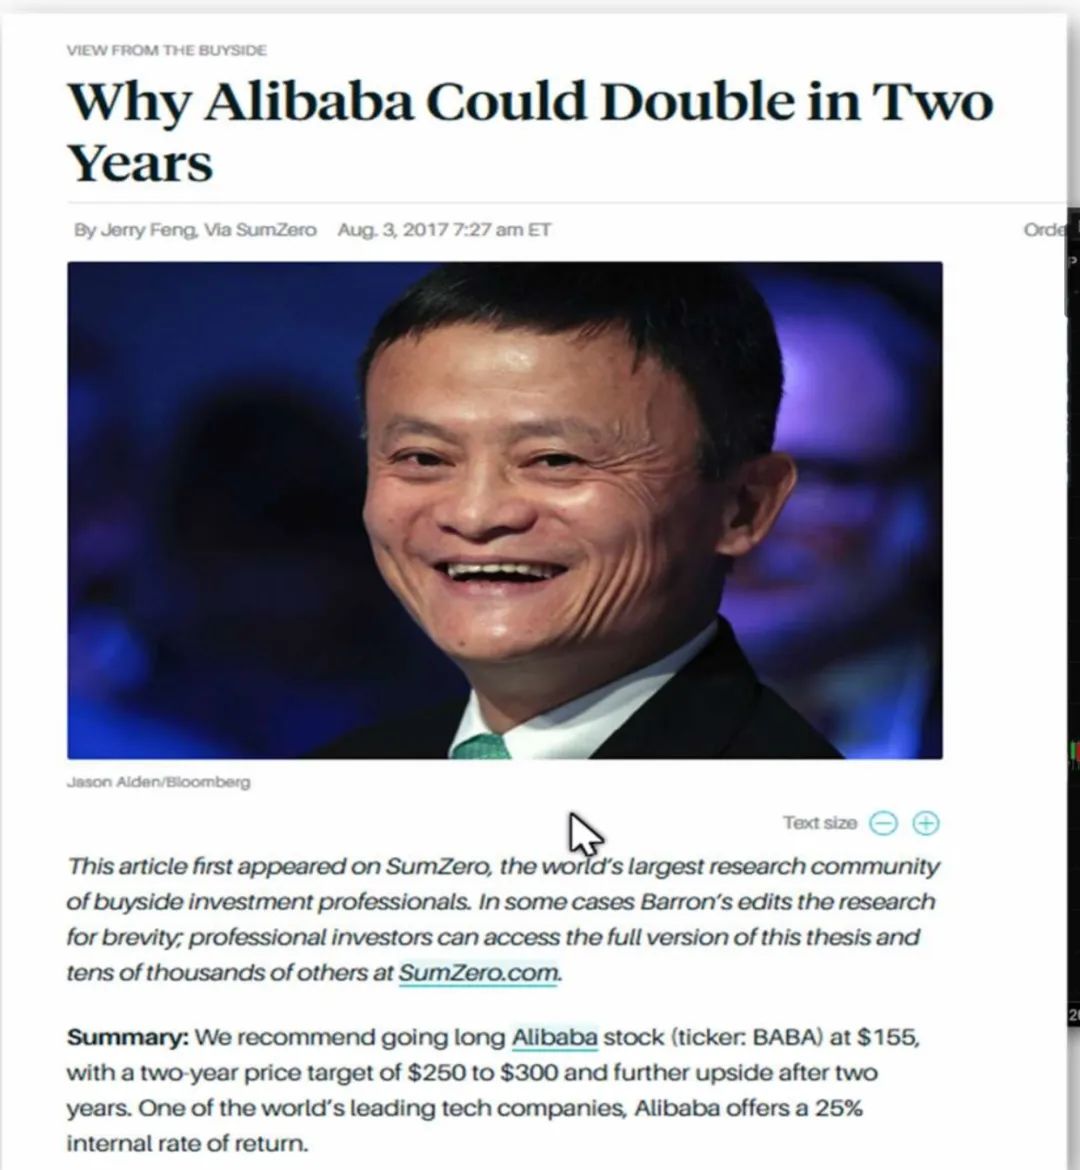 VIEW FROM THE BUYSIDE
Why Alibaba Could Double in Two
Years
By Jerry Feng, Via SumZero Aug. 3, 2017 7:27 am ET
Orde
P
Jason Alden/Bloomberg
Text size
This article first appeared on SumZero, the world's largest research community
of buyside investment professionals. In some cases Barron's edits the research
for brevity; professional investors can access the full version of this thesis and
tens of thousands of others at SumZero.com.
Summary: We recommend going long Alibaba stock (ticker: BABA) at $155,
20
with a two-year price target of $250 to $300 and further upside after two
years. One of the world's leading tech companies, Alibaba offers a 25%
internal rate of return.